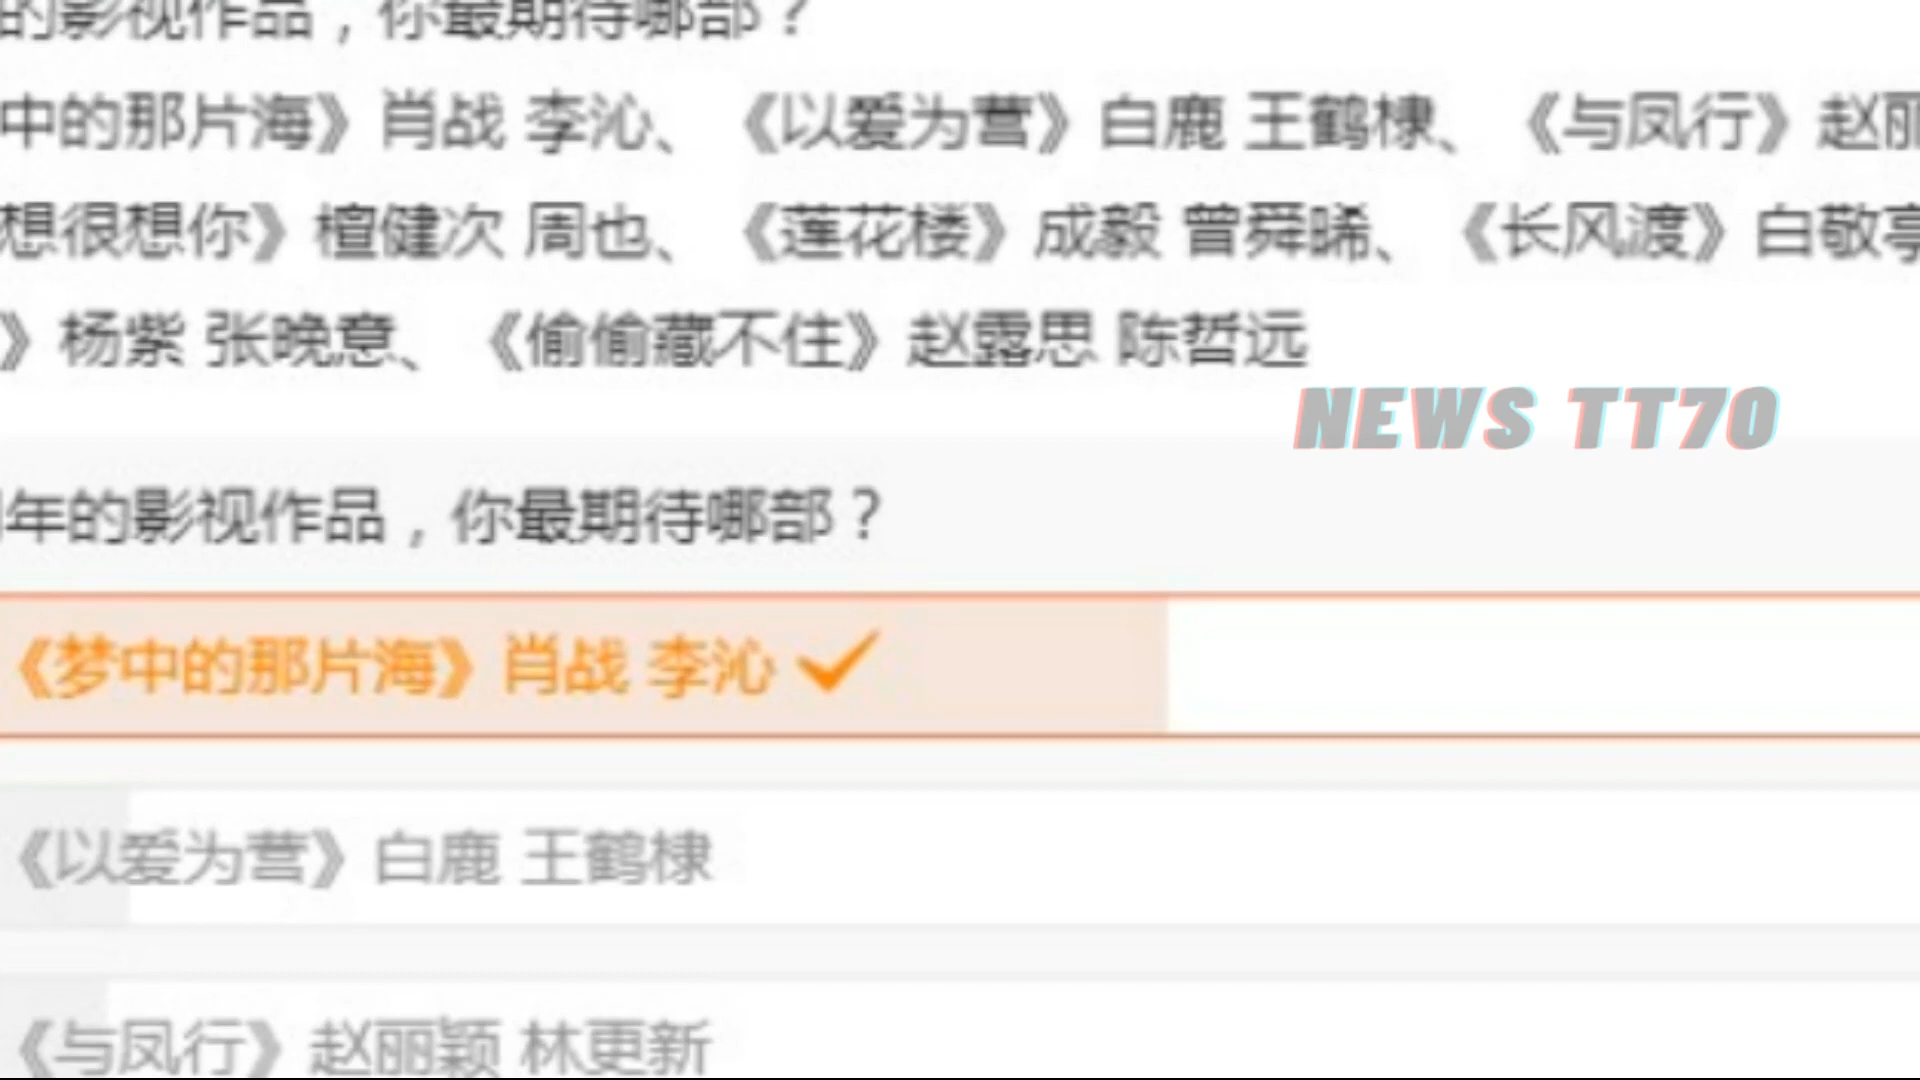 的影视作品，你最期待哪部？
中的那片海》肖战 李沁、《以爱为营》白鹿 王鹤棣、《与凤行》赵丽
想很想你》檀健次 周也、《莲花楼》成毅 曾舜晞、《长风渡》白敬亭
》杨紫 张晚意、《偷偷藏不住》赵露思 陈哲远
NEWS TT70
年的影视作品，你最期待哪部？
《梦中的那片海》肖战 李沁 ✓
《以爱为营》白鹿 王鹤棣
《与凤行》赵丽颖 林更新